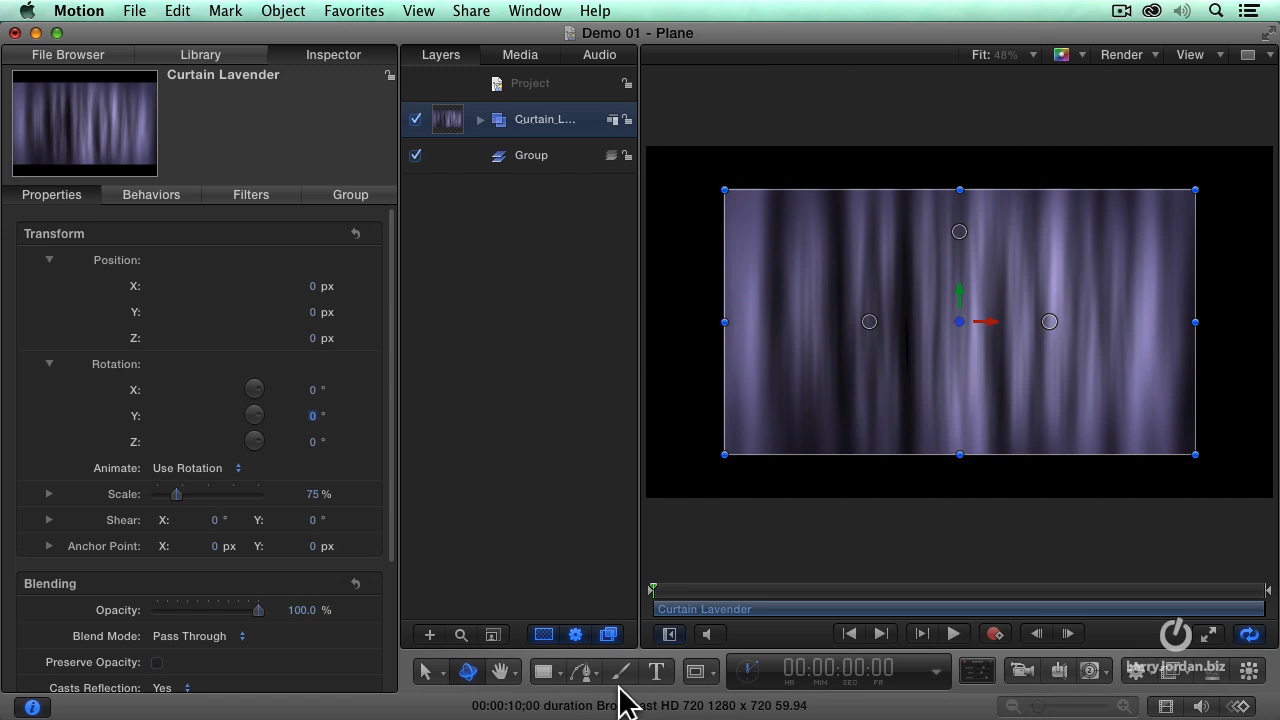 Motion File Edit Mark Object Favorites View Share Window Help
Demo 01 - Plane
File Browser Library Inspector
Layers Media Audio
Fit: 48% Render View
Curtain Lavender
Project
Curtain_L...
Group
Properties Behaviors Filters Group
Transform
Position:
X: 0 px
Y: 0 px
Z: 0 px
Rotation:
X: 0 °
Y: 0 °
Z: 0 °
Animate: Use Rotation
Scale: 75 %
Shear: X: 0 ° Y: 0 °
Anchor Point: X: 0 px Y: 0 px
Blending
Opacity: 100.0 %
Blend Mode: Pass Through
Preserve Opacity:
Casts Reflection: Yes
Curtain Lavender
T
00:00:00:00
HR MIN SEC FR
larryjordan.biz
00:00:10;00 duration Broadcast HD 720 1280 x 720 59.94